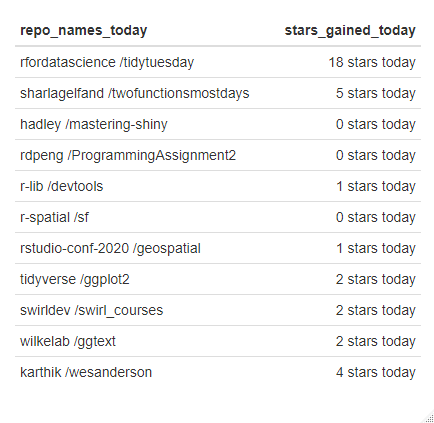 repo_names_today stars_gained_today
rfordatascience /tidytuesday 18 stars today
sharlagelfand /twofunctionsmostdays 5 stars today
hadley /mastering-shiny 0 stars today
rdpeng /ProgrammingAssignment2 0 stars today
r-lib /devtools 1 stars today
r-spatial /sf 0 stars today
rstudio-conf-2020 /geospatial 1 stars today
tidyverse /ggplot2 2 stars today
swirldev /swirl_courses 2 stars today
wilkelab /ggtext 2 stars today
karthik /wesanderson 4 stars today